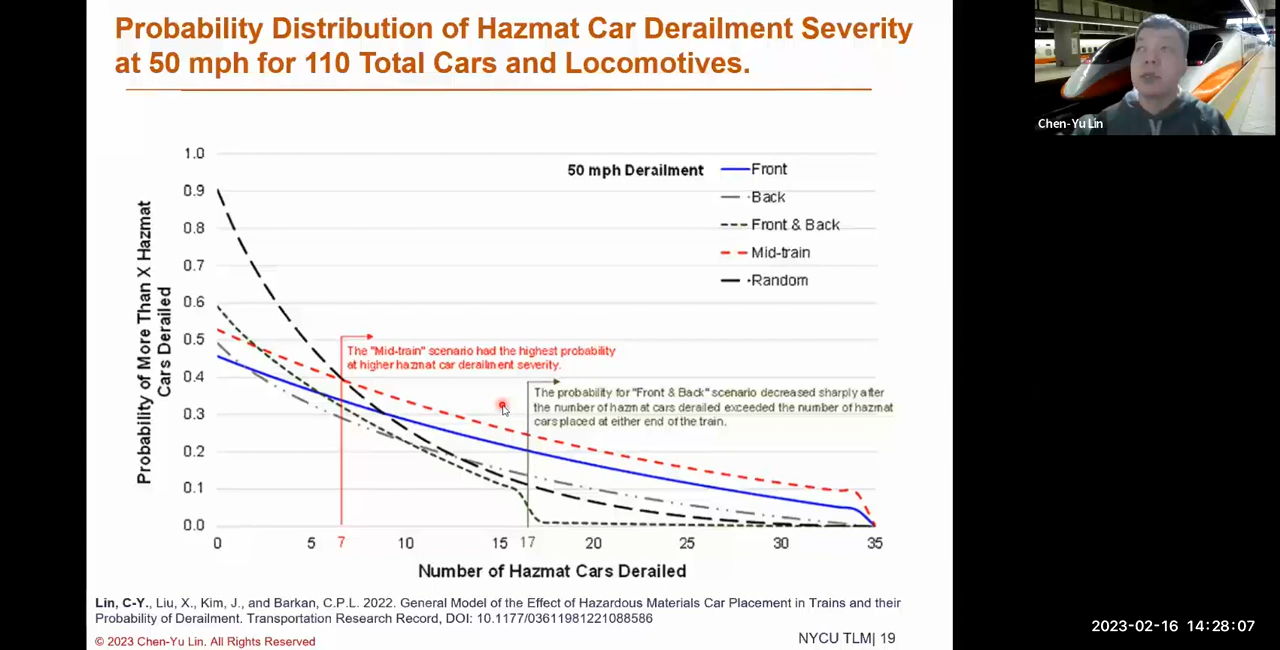 Probability Distribution of Hazmat Car Derailment Severity
at 50 mph for 110 Total Cars and Locomotives.
Chen-Yu Lin
Probability of More Than X Hazmat
Cars Derailed
1.0
0.9
0.8
0.7
0.6
0.5
0.4
0.3
0.2
0.1
0.0
50 mph Derailment
Front
Back
Front & Back
Mid-train
Random
The "Mid-train" scenario had the highest probability
at higher hazmat car derailment severity.
The probability for "Front & Back" scenario decreased sharply after
the number of hazmat cars derailed exceeded the number of hazmat
cars placed at either end of the train.
0 5 7 10 15 17 20 25 30 35
Number of Hazmat Cars Derailed
Lin, C-Y., Liu, X., Kim, J., and Barkan, C.P.L. 2022. General Model of the Effect of Hazardous Materials Car Placement in Trains and their
Probability of Derailment. Transportation Research Record, DOI: 10.1177/03611981221088586
© 2023 Chen-Yu Lin. All Rights Reserved
NYCU TLM| 19
2023-02-16 14:28:07